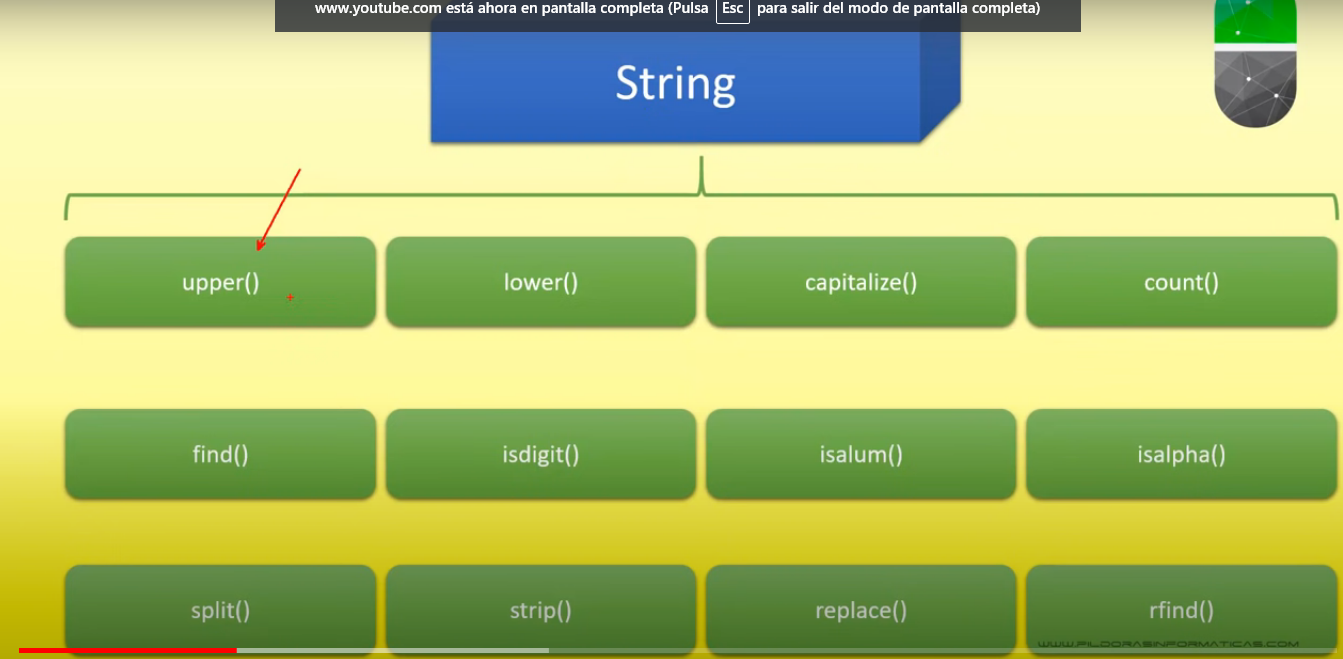 www.youtube.com está ahora en pantalla completa (Pulsa Esc para salir del modo de pantalla completa)
String
upper() lower() capitalize() count()
find() isdigit() isalum() isalpha()
split() strip() replace() rfind()
WWW.PILDORASINFORMATICAS.COM